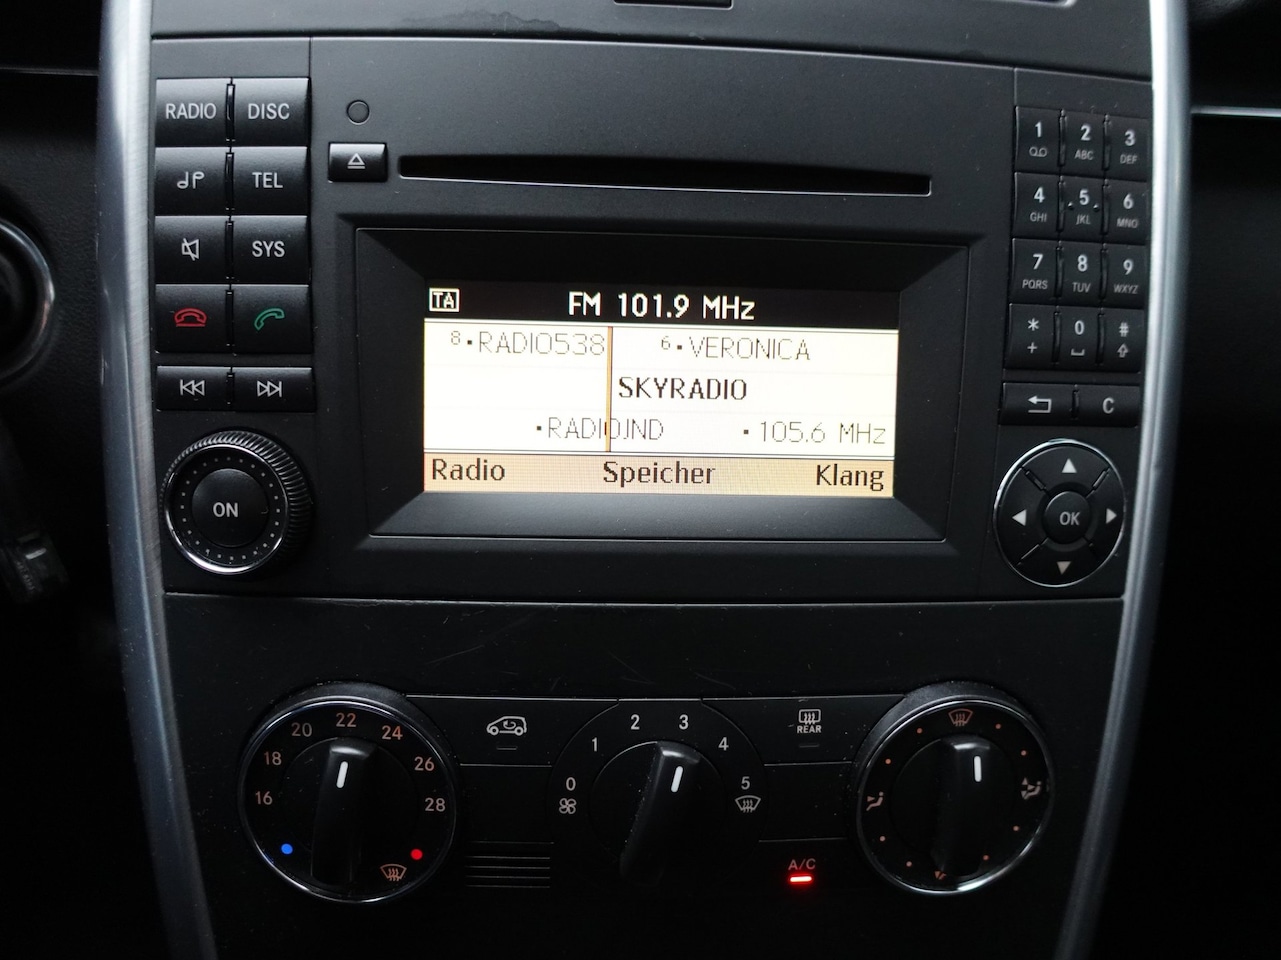 RADIO DISC
TEL
SYS
ON
TA FM 101.9 MHz
8·RADIO538 6·VERONICA
SKYRADIO
·RADIO.IND ·105.6 MHz
Radio Speicher Klang
1 2 ABC 3 DEF
4 GHI 5 JKL 6 MNO
7 PQRS 8 TUV 9 WXYZ
* + 0 #
C
OK
16 18 20 22 24 26 28
0 1 2 3 4 5
REAR
A/C